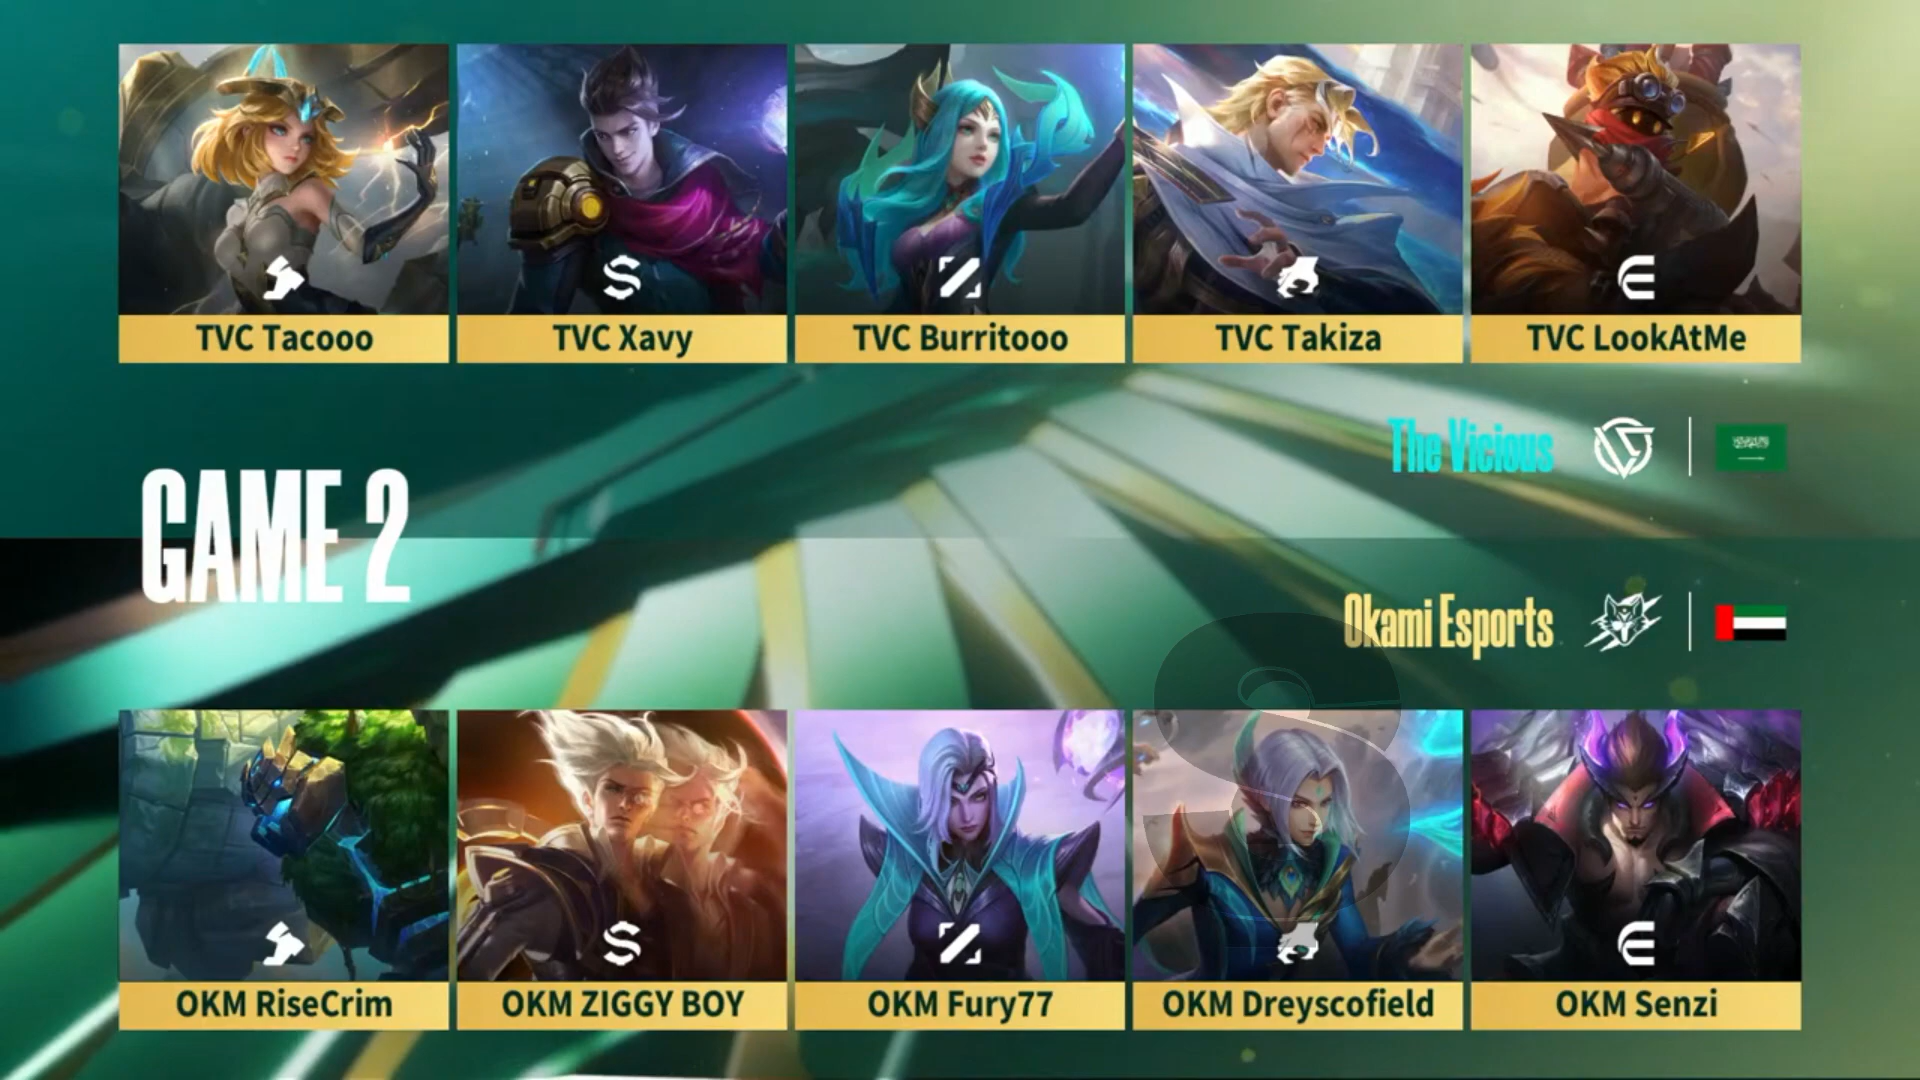 TVC Tacooo
TVC Xavy
TVC Burritooo
TVC Takiza
TVC LookAtMe
The Vicious
GAME 2
Okami Esports
OKM RiseCrim
OKM ZIGGY BOY
OKM Fury77
OKM Dreyscofield
OKM Senzi